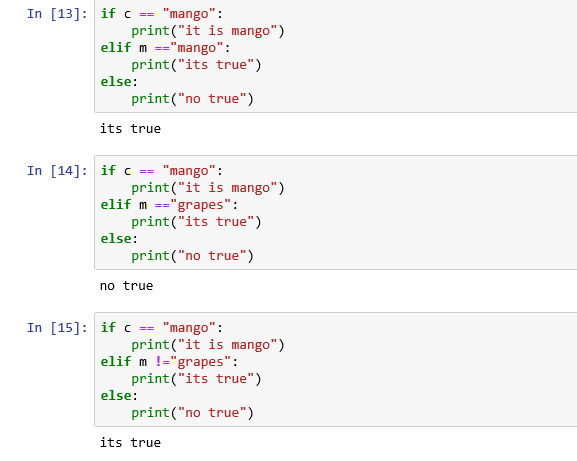 In [13]: if c == "mango":
    print("it is mango")
elif m =="mango":
    print("its true")
else:
    print("no true")
its true
In [14]: if c == "mango":
    print("it is mango")
elif m =="grapes":
    print("its true")
else:
    print("no true")
no true
In [15]: if c == "mango":
    print("it is mango")
elif m !="grapes":
    print("its true")
else:
    print("no true")
its true